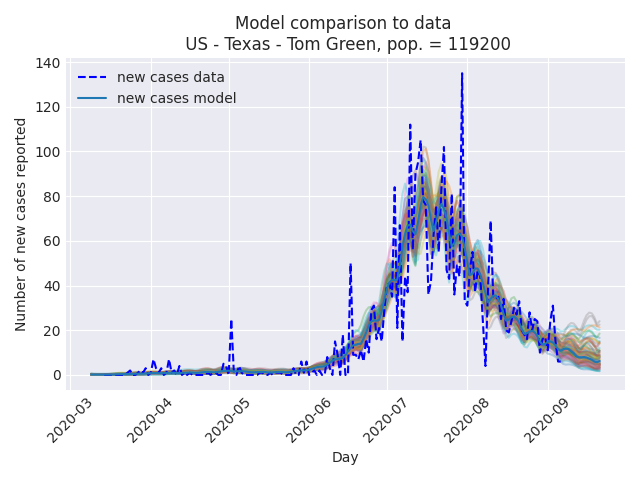 Model comparison to data
US - Texas - Tom Green, pop. = 119200
new cases data
new cases model
Number of new cases reported
140
120
100
80
60
40
20
0
2020-03
2020-04
2020-05
2020-06
2020-07
2020-08
2020-09
Day